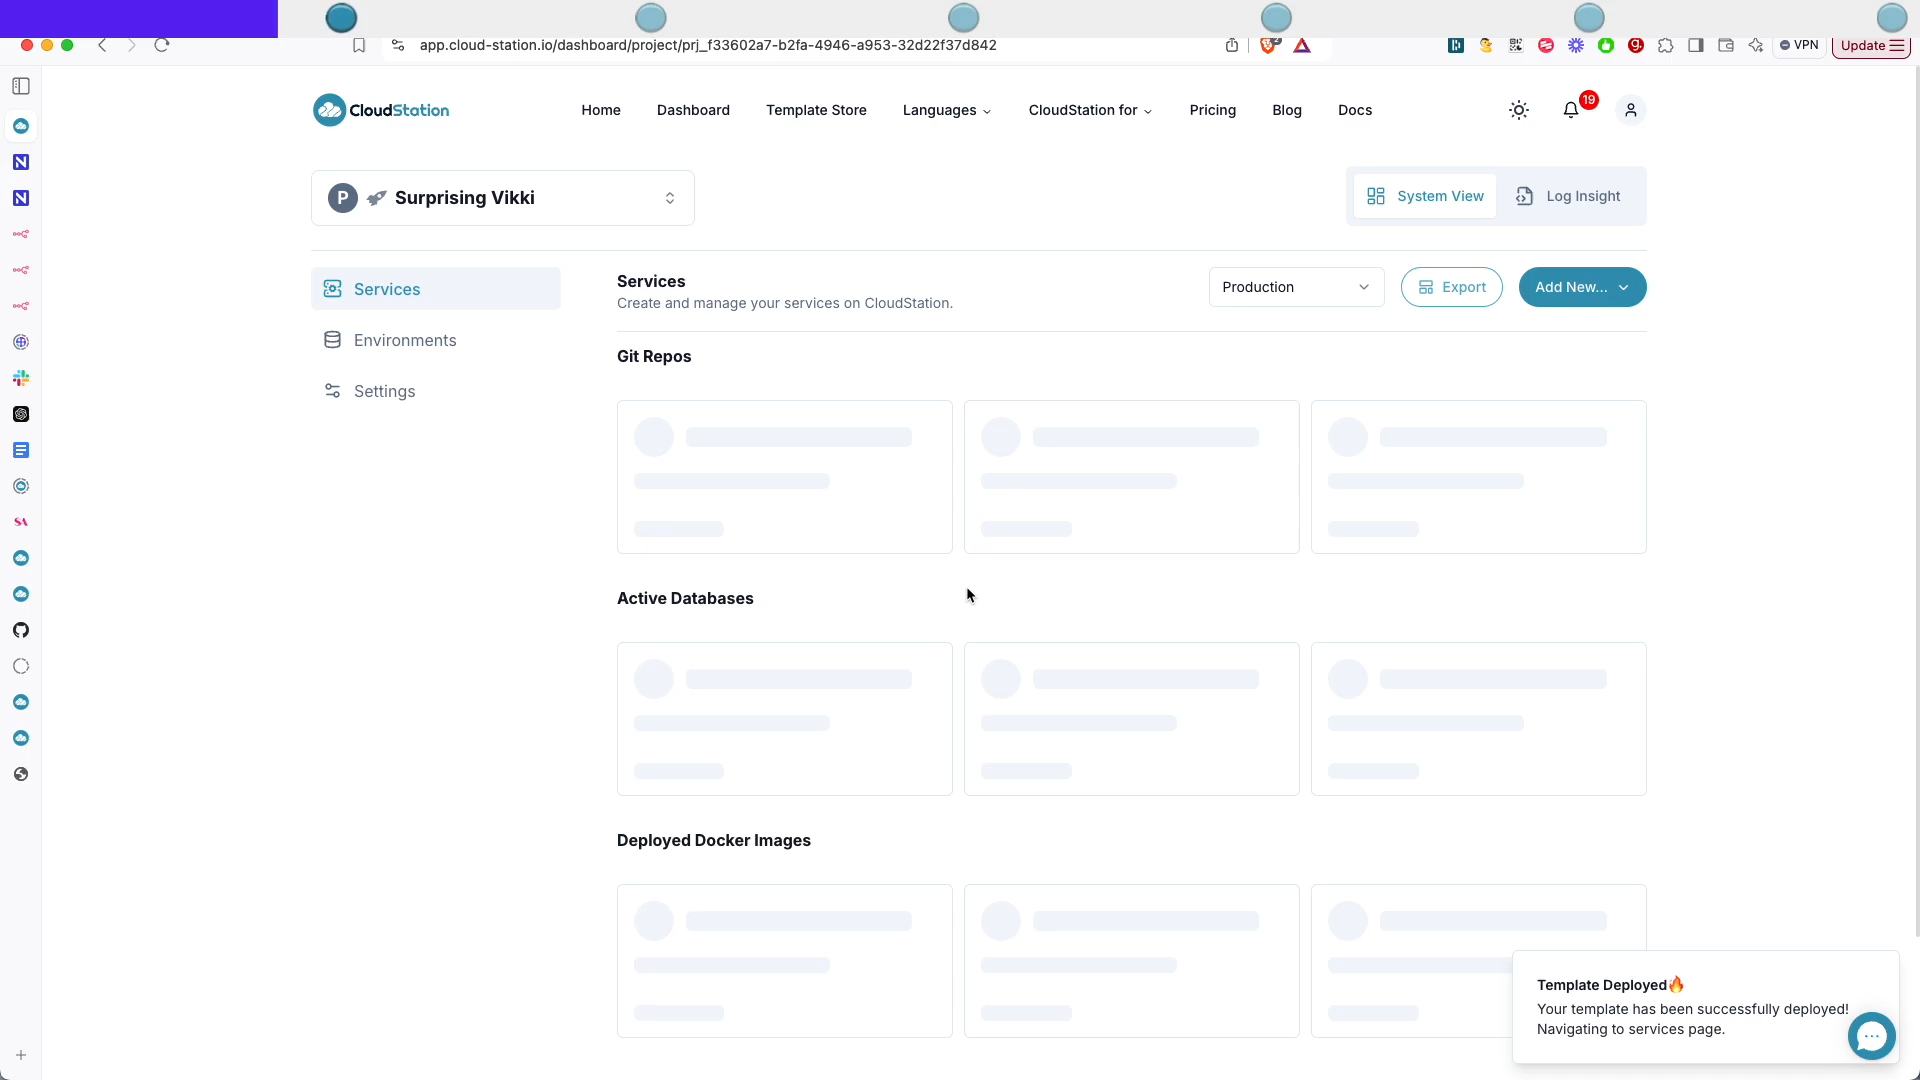 app.cloud-station.io/dashboard/project/prj_f33602a7-b2fa-4946-a953-32d22f37d842
VPN
Update
CloudStation
Home
Dashboard
Template Store
Languages
CloudStation for
Pricing
Blog
Docs
19
P
Surprising Vikki
System View
Log Insight
Services
Environments
Settings
Services
Create and manage your services on CloudStation.
Production
Export
Add New...
Git Repos
Active Databases
Deployed Docker Images
Template Deployed🔥
Your template has been successfully deployed!
Navigating to services page.